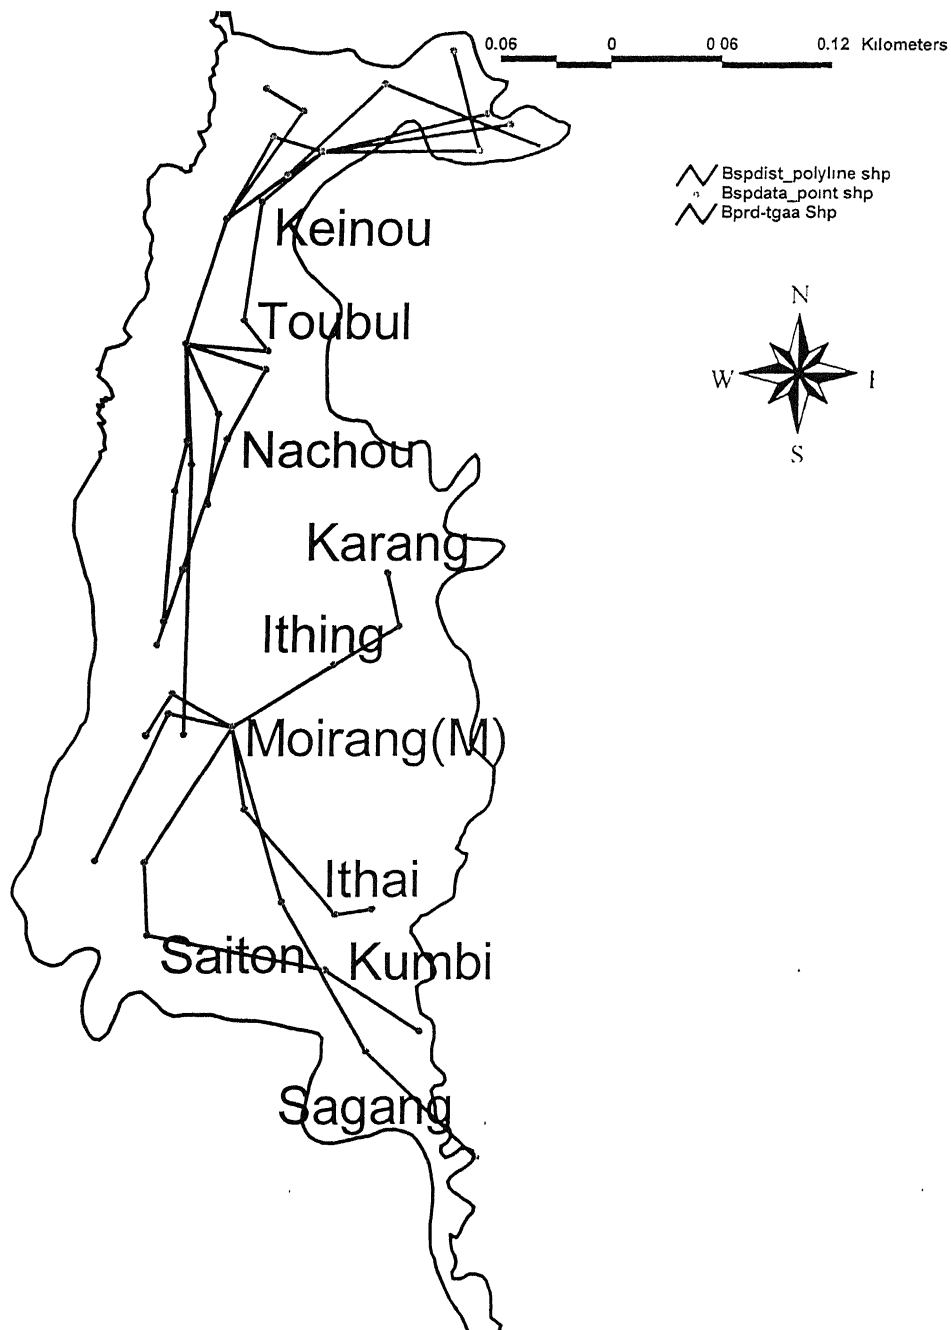 0.06 0 0 06 0.12 Kilometers
Bspdist_polyline shp
Bspdata_point shp
Bprd-tgaa Shp
N
W
S
Keinou
Toubul
Nachou
Karang
Ithing
Moirang(M)
Ithai
Saiton Kumbi
Sagang